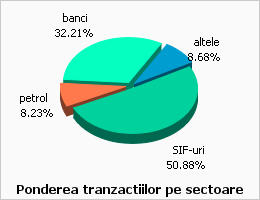 banci
32.21%
altele
8.68%
petrol
8.23%
SIF-uri
50.88%
Ponderea tranzactiilor pe sectoare